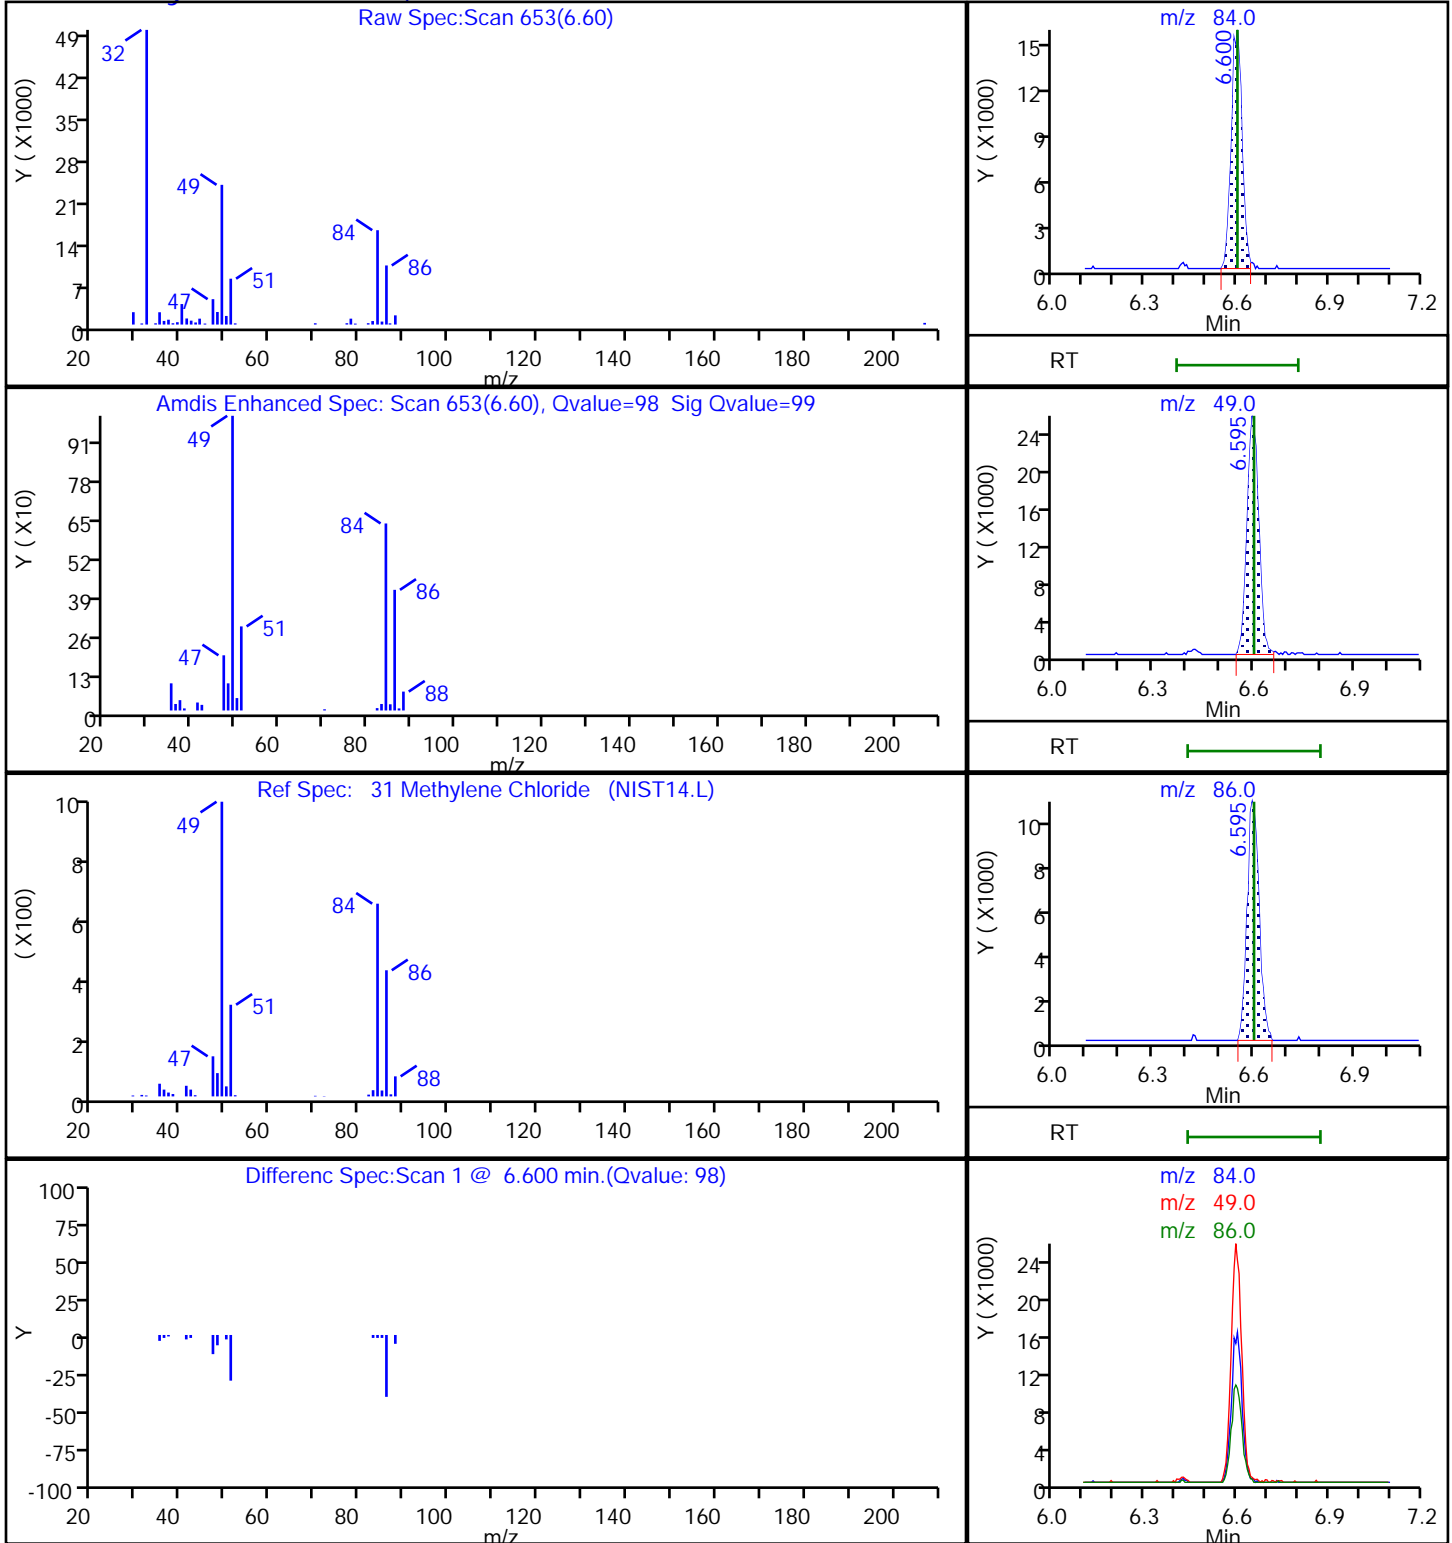 Raw Spec:Scan 653(6.60)
Y ( X1000)
49
42
35
28
21
14
7
0
32
49
47
51
84
86
20 40 60 80 100 120 140 160 180 200
m/z
m/z 84.0
Y ( X1000)
15
12
9
6
3
0
6.600
6.0 6.3 6.6 6.9 7.2
Min
RT
Amdis Enhanced Spec: Scan 653(6.60), Qvalue=98 Sig Qvalue=99
Y ( X10)
91
78
65
52
39
26
13
0
49
47
51
84
86
88
20 40 60 80 100 120 140 160 180 200
m/z
m/z 49.0
Y ( X1000)
24
20
16
12
8
4
0
6.595
6.0 6.3 6.6 6.9
Min
RT
Ref Spec: 31 Methylene Chloride (NIST14.L)
( X100)
10
8
6
4
2
0
49
47
51
84
86
88
20 40 60 80 100 120 140 160 180 200
m/z 86.0
Y ( X1000)
10
8
6
4
2
0
6.595
6.0 6.3 6.6 6.9
Min
RT
Differenc Spec:Scan 1 @ 6.600 min.(Qvalue: 98)
Y
100
75
50
25
0
-25
-50
-75
-100
20 40 60 80 100 120 140 160 180 200
m/z
m/z 84.0
m/z 49.0
m/z 86.0
Y ( X1000)
24
20
16
12
8
4
0
6.0 6.3 6.6 6.9 7.2
Min